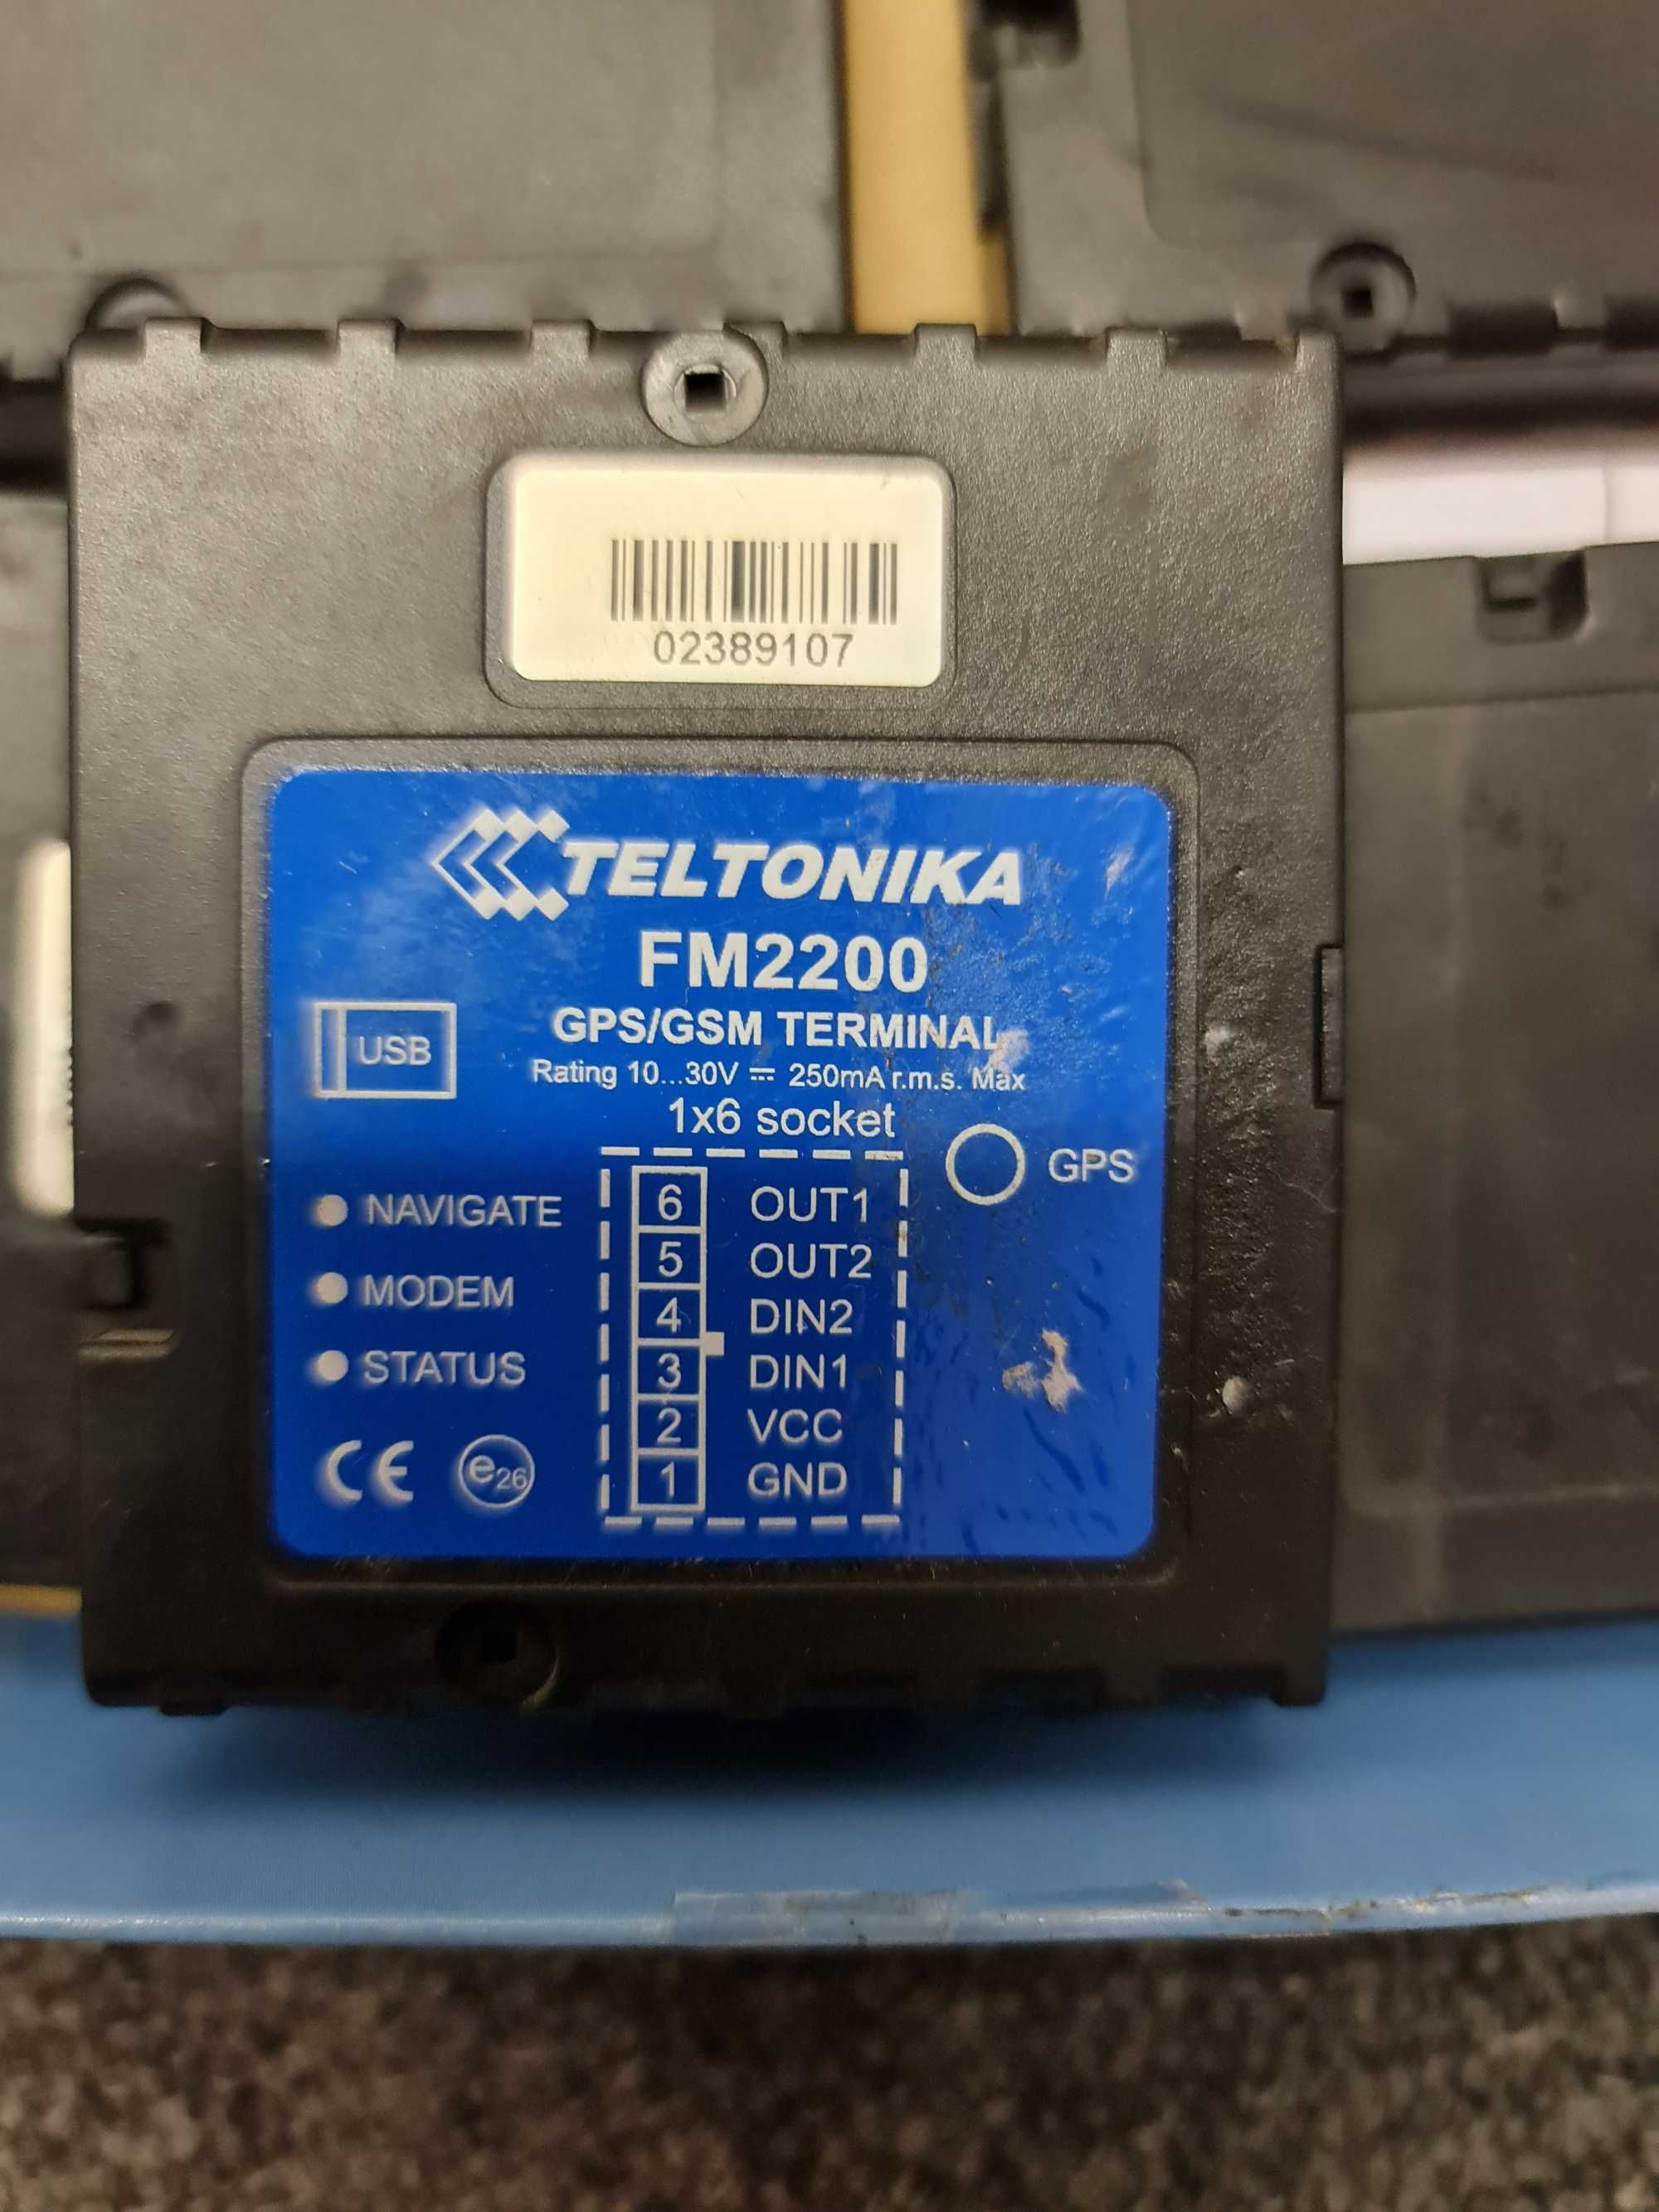 02389107
TELTONIKA
FM2200
GPS/GSM TERMINAL
Rating 10...30V ⎓ 250mA r.m.s. Max
USB
1x6 socket
GPS
NAVIGATE
MODEM
STATUS
6 OUT1
5 OUT2
4 DIN2
3 DIN1
2 VCC
1 GND
CE e26